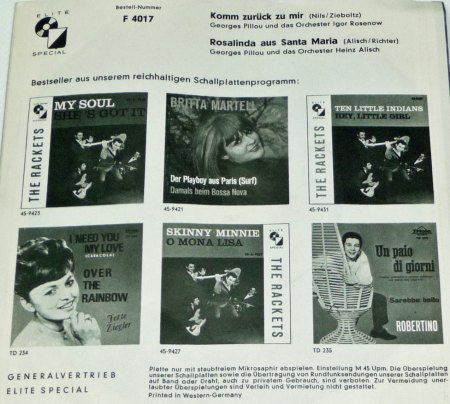 ELITE
SPECIAL
Bestell-Nummer
F 4017
Komm zurück zu mir (Nils/Zieboltz)
Georges Pillou und das Orchester Igor Rosenow
Rosalinda aus Santa Maria (Alisch/Richter)
Georges Pillou und das Orchester Heinz Alisch
Bestseller aus unserem reichhaltigen Schallplattenprogramm:
MY SOUL
SHE'S GOT IT
THE RACKETS
45-9423
BRITTA MARTELL
Der Playboy aus Paris (Surf)
Damals beim Bossa Nova
45-9421
TEN LITTLE INDIANS
HEY, LITTLE GIRL
THE RACKETS
45-9431
I NEED YOU
MY LOVE
(CARACOLA)
OVER
THE
RAINBOW
Ziegler
TD 234
SKINNY MINNIE
O MONA LISA
THE RACKETS
45-9427
Un paio
di giorni
Sarebbe bello
ROBERTINO
TD 235
GENERALVERTRIEB
ELITE SPECIAL
Platte nur mit staubfreiem Mikrosaphir abspielen. Einstellung M 45 Upm. Die Überspielung
unserer Schallplatten sowie die Übertragung von Rundfunksendungen unserer Schallplatten
auf Band oder Draht, auch zu privatem Gebrauch, sind verboten. Zur Vermeidung uner-
laubter Überspielungen sind Verleih und Vermietung nicht gestattet.
Printed in Western-Germany